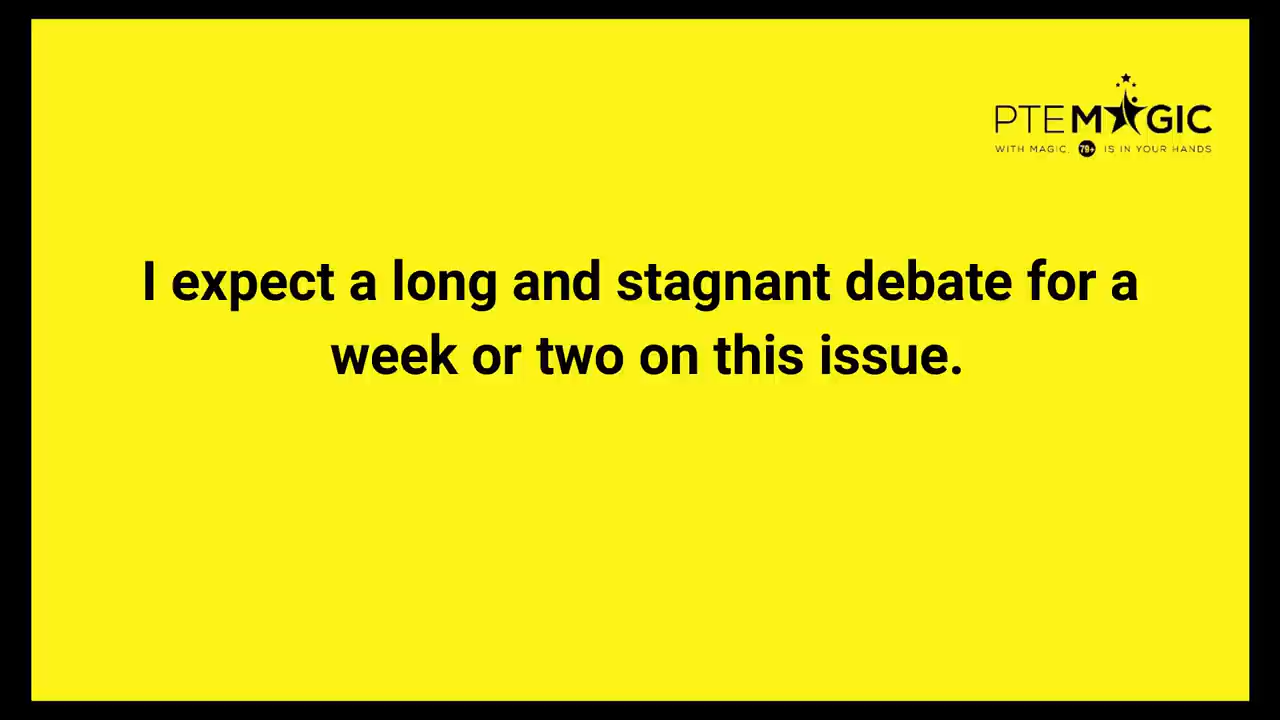 PTEMAGIC
WITH MAGIC, 79+ IS IN YOUR HANDS
I expect a long and stagnant debate for a
week or two on this issue.